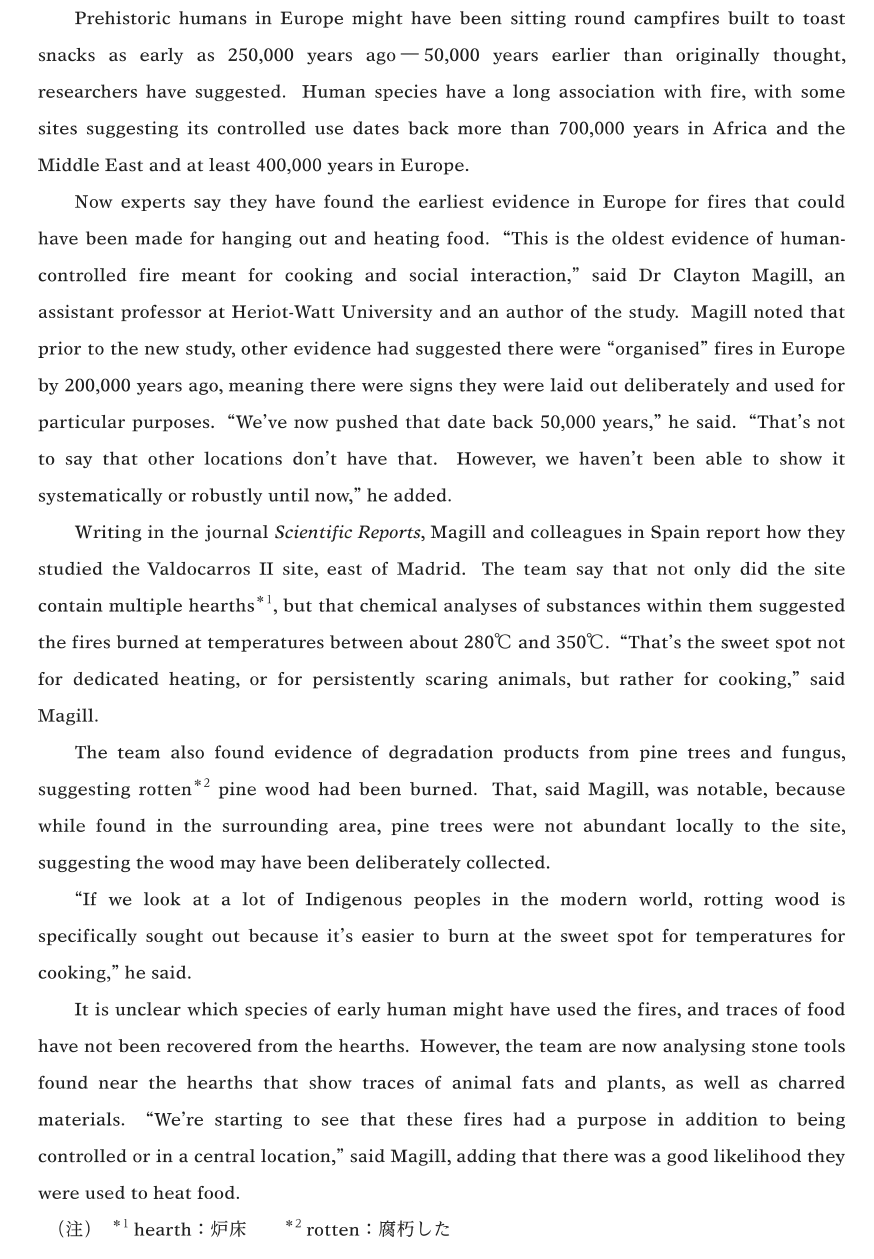 Prehistoric humans in Europe might have been sitting round campfires built to toast
snacks as early as 250,000 years ago — 50,000 years earlier than originally thought,
researchers have suggested. Human species have a long association with fire, with some
sites suggesting its controlled use dates back more than 700,000 years in Africa and the
Middle East and at least 400,000 years in Europe.
Now experts say they have found the earliest evidence in Europe for fires that could
have been made for hanging out and heating food. “This is the oldest evidence of human-
controlled fire meant for cooking and social interaction,” said Dr Clayton Magill, an
assistant professor at Heriot-Watt University and an author of the study. Magill noted that
prior to the new study, other evidence had suggested there were “organised” fires in Europe
by 200,000 years ago, meaning there were signs they were laid out deliberately and used for
particular purposes. “We’ve now pushed that date back 50,000 years,” he said. “That’s not
to say that other locations don’t have that. However, we haven’t been able to show it
systematically or robustly until now,” he added.
Writing in the journal Scientific Reports, Magill and colleagues in Spain report how they
studied the Valdocarros II site, east of Madrid. The team say that not only did the site
contain multiple hearths*1, but that chemical analyses of substances within them suggested
the fires burned at temperatures between about 280℃ and 350℃. “That’s the sweet spot not
for dedicated heating, or for persistently scaring animals, but rather for cooking,” said
Magill.
The team also found evidence of degradation products from pine trees and fungus,
suggesting rotten*2 pine wood had been burned. That, said Magill, was notable, because
while found in the surrounding area, pine trees were not abundant locally to the site,
suggesting the wood may have been deliberately collected.
“If we look at a lot of Indigenous peoples in the modern world, rotting wood is
specifically sought out because it’s easier to burn at the sweet spot for temperatures for
cooking,” he said.
It is unclear which species of early human might have used the fires, and traces of food
have not been recovered from the hearths. However, the team are now analysing stone tools
found near the hearths that show traces of animal fats and plants, as well as charred
materials. “We’re starting to see that these fires had a purpose in addition to being
controlled or in a central location,” said Magill, adding that there was a good likelihood they
were used to heat food.
（注） *1 hearth：炉床 *2 rotten：腐朽した